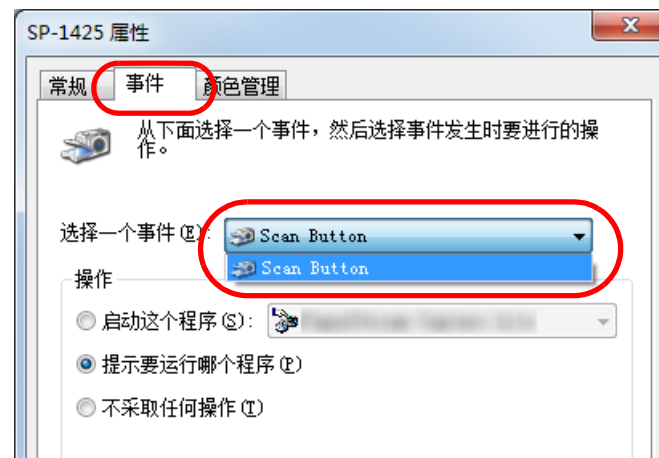 SP-1425 属性
常规 事件 颜色管理
从下面选择一个事件，然后选择事件发生时要进行的操
作。
选择一个事件(E): Scan Button
Scan Button
操作
启动这个程序(S):
提示要运行哪个程序(P)
不采取任何操作(T)